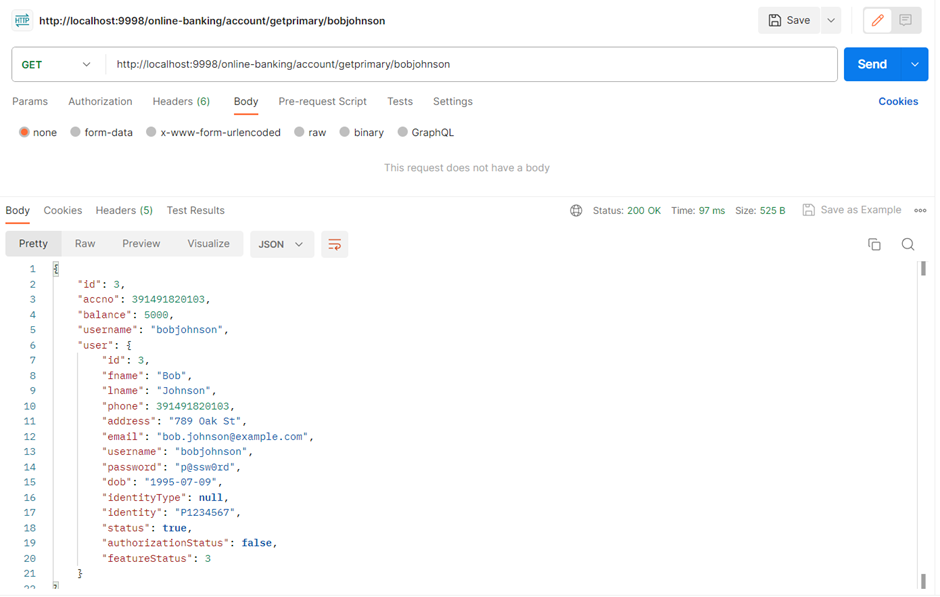 HTTP http://localhost:9998/online-banking/account/getprimary/bobjohnson Save
GET http://localhost:9998/online-banking/account/getprimary/bobjohnson Send
Params Authorization Headers (6) Body Pre-request Script Tests Settings Cookies
none form-data x-www-form-urlencoded raw binary GraphQL
This request does not have a body
Body Cookies Headers (5) Test Results Status: 200 OK Time: 97 ms Size: 525 B Save as Example
Pretty Raw Preview Visualize JSON
1 {
2 "id": 3,
3 "accno": 391491820103,
4 "balance": 5000,
5 "username": "bobjohnson",
6 "user": {
7 "id": 3,
8 "fname": "Bob",
9 "lname": "Johnson",
10 "phone": 391491820103,
11 "address": "789 Oak St",
12 "email": "bob.johnson@example.com",
13 "username": "bobjohnson",
14 "password": "p@ssw0rd",
15 "dob": "1995-07-09",
16 "identityType": null,
17 "identity": "P1234567",
18 "status": true,
19 "authorizationStatus": false,
20 "featureStatus": 3
21 }
22 }